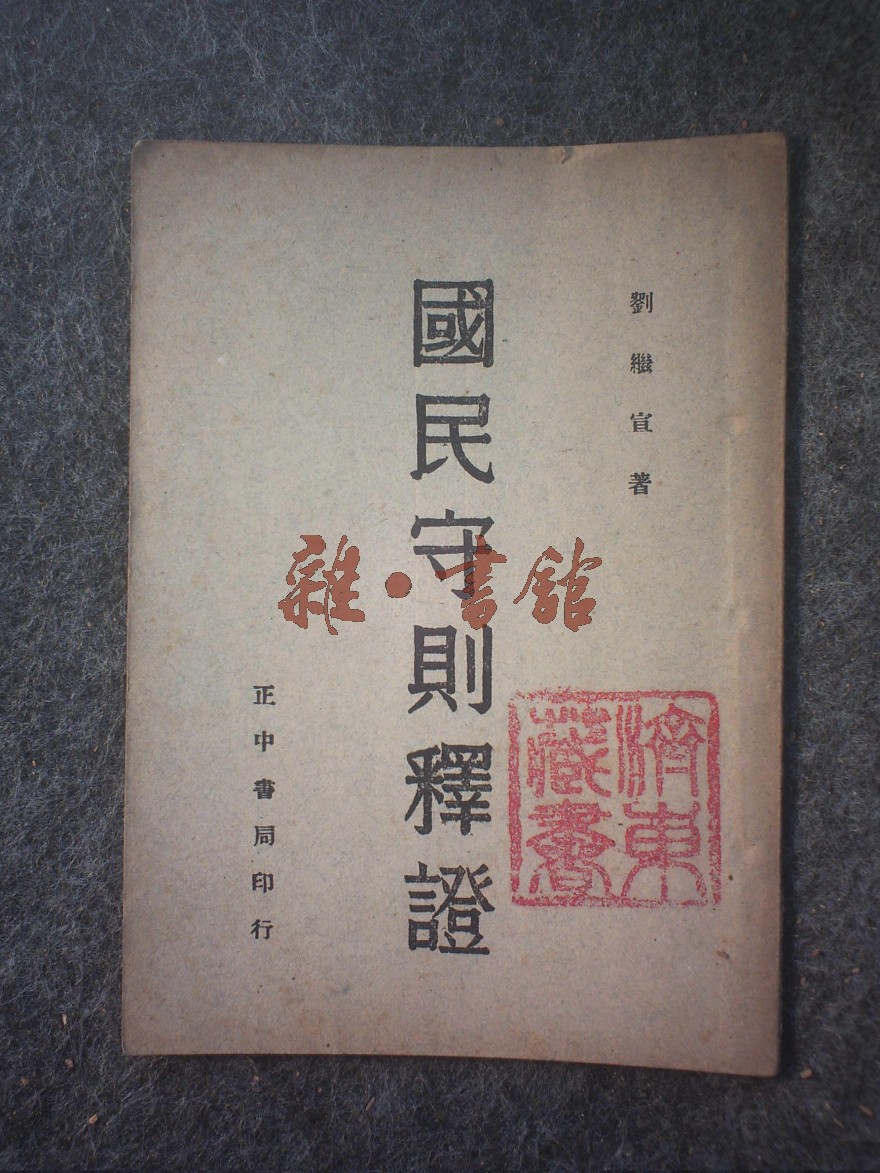 劉繼宣著
國民守則釋證
正中書局印行
濟東
藏書
雜·書館